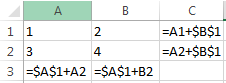 A B C
1 1 2 =A1+$B$1
2 3 4 =A2+$B$1
3 =$A$1+A2 =$A$1+B2